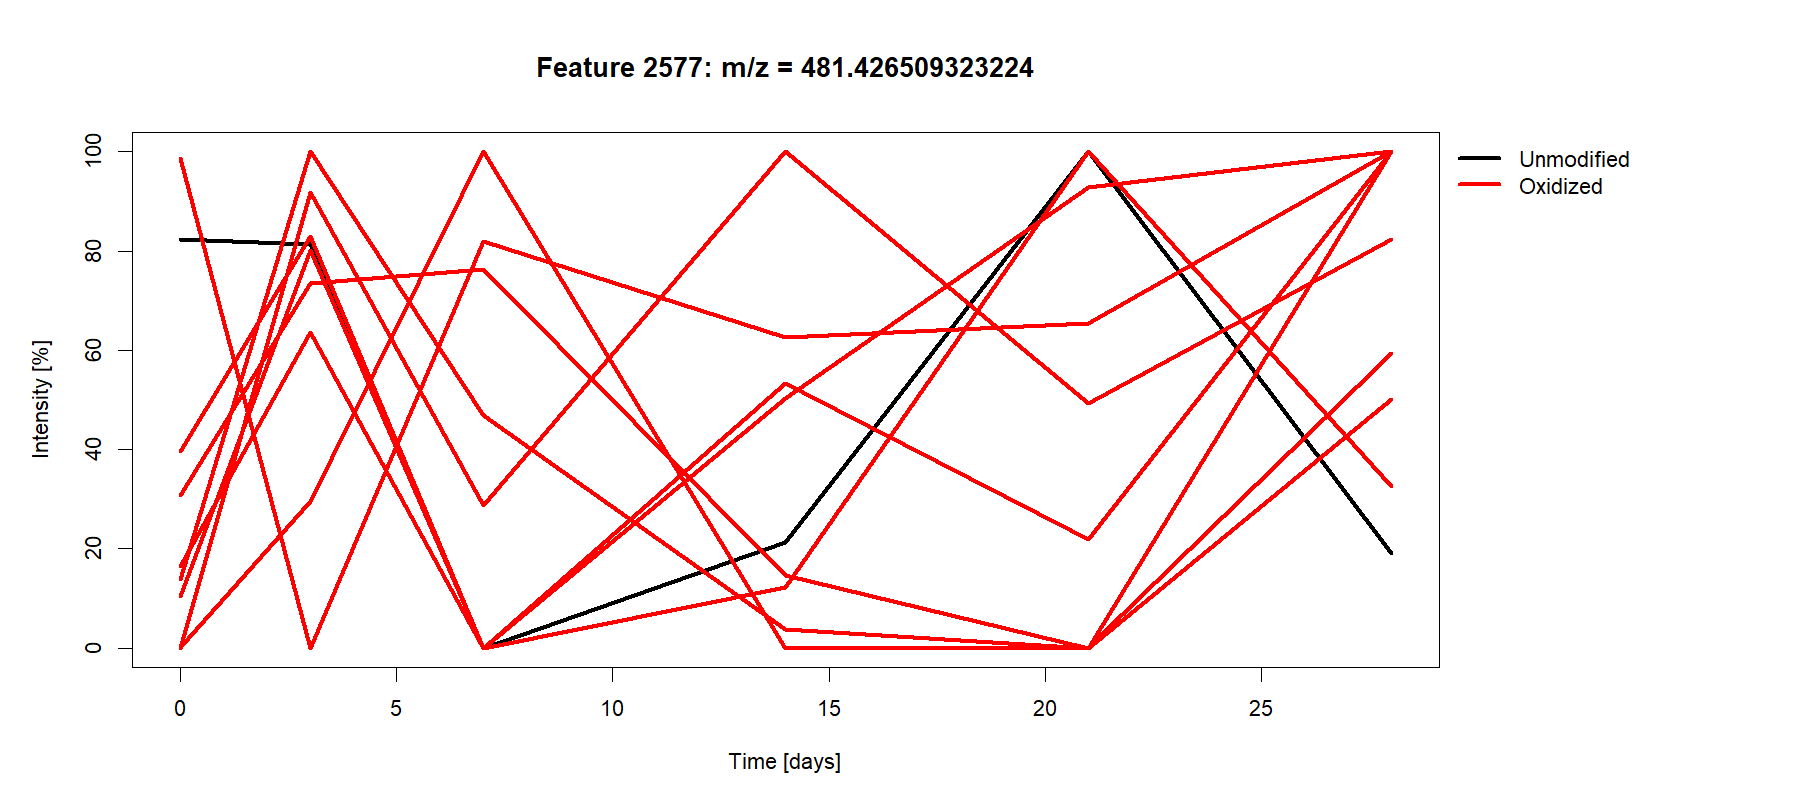 Feature 2577: m/z = 481.426509323224
Unmodified
Oxidized
Intensity [%]
100
80
60
40
20
0
0 5 10 15 20 25
Time [days]